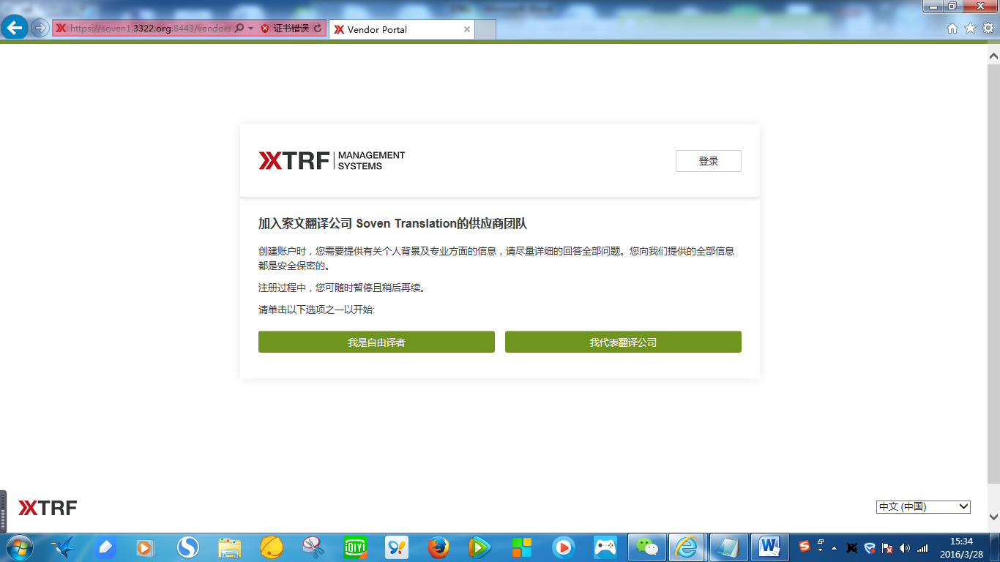 https://soven1.3322.org:8443/vendors
证书错误
Vendor Portal
XTRF MANAGEMENT SYSTEMS
登录
加入索文翻译公司 Soven Translation的供应商团队
创建账户时，您需要提供有关个人背景及专业方面的信息，请尽量详细的回答全部问题。您向我们提供的全部信息
都是安全保密的。
注册过程中，您可随时暂停且稍后再续。
请单击以下选项之一以开始:
我是自由译者
我代表翻译公司
XTRF
中文 (中国)
iQIYI
15:34
2016/3/28